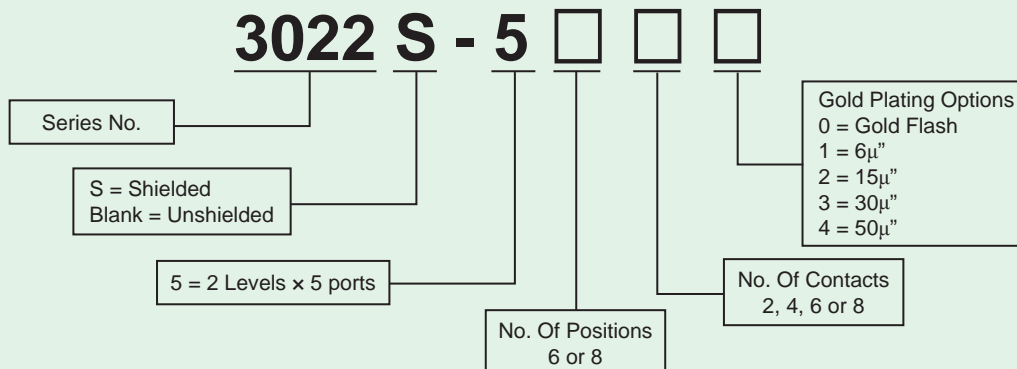 3022 S - 5 □ □ □
Series No.
S = Shielded
Blank = Unshielded
5 = 2 Levels × 5 ports
No. Of Positions
6 or 8
No. Of Contacts
2, 4, 6 or 8
Gold Plating Options
0 = Gold Flash
1 = 6μ”
2 = 15μ”
3 = 30μ”
4 = 50μ”